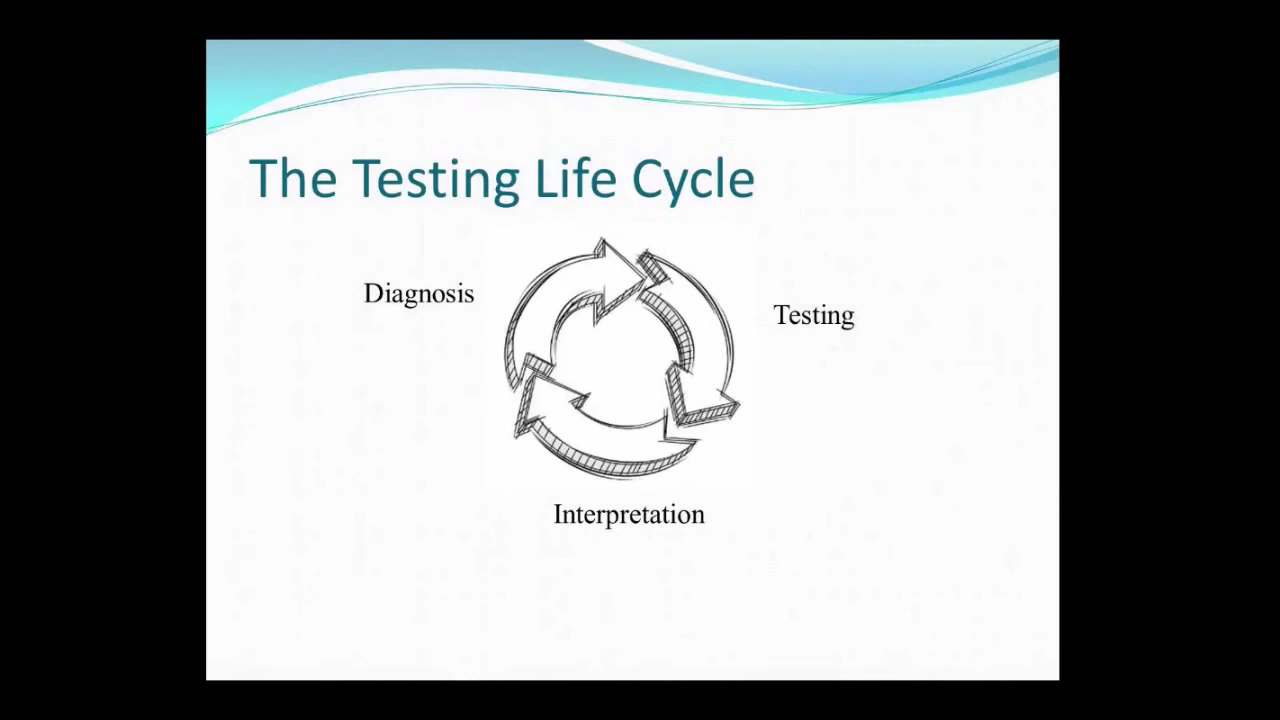 The Testing Life Cycle
Diagnosis
Testing
Interpretation